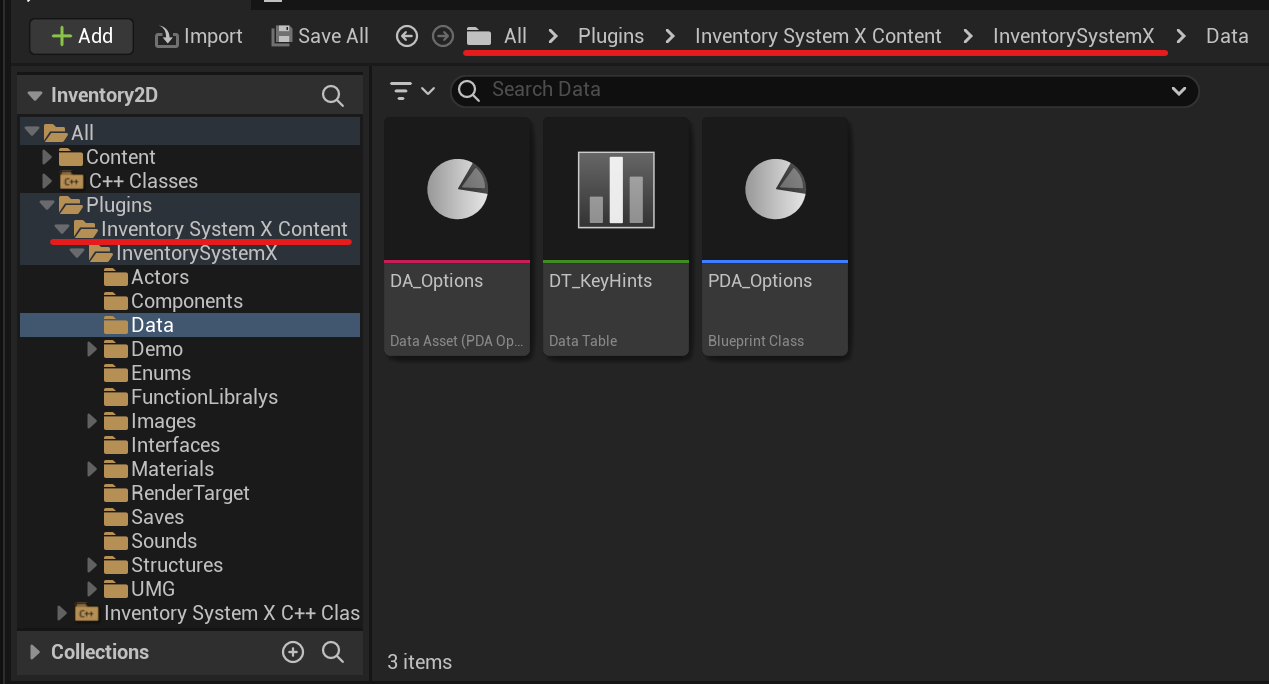 Add Import Save All All Plugins Inventory System X Content InventorySystemX Data
Inventory2D
Search Data
All
Content
C++ Classes
Plugins
Inventory System X Content
InventorySystemX
Actors
Components
Data
Demo
Enums
FunctionLibralys
Images
Interfaces
Materials
RenderTarget
Saves
Sounds
Structures
UMG
C++ Inventory System X C++ Clas
Collections
DA_Options
Data Asset (PDA Op...
DT_KeyHints
Data Table
PDA_Options
Blueprint Class
3 items